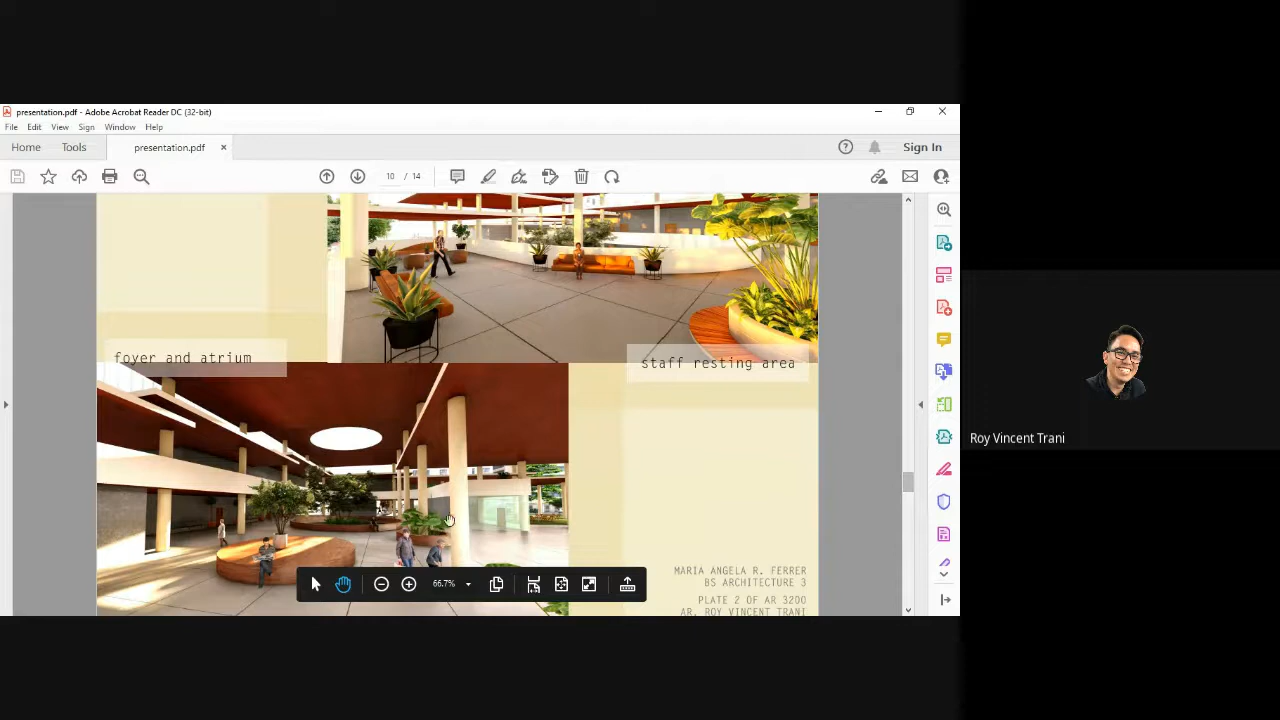 presentation.pdf - Adobe Acrobat Reader DC (32-bit)
File Edit View Sign Window Help
Home Tools presentation.pdf × Sign In
10 / 14
foyer and atrium
staff resting area
MARIA ANGELA R. FERRER
BS ARCHITECTURE 3
PLATE 2 OF AR 3200
AR. ROY VINCENT TRANI
66.7%
Roy Vincent Trani